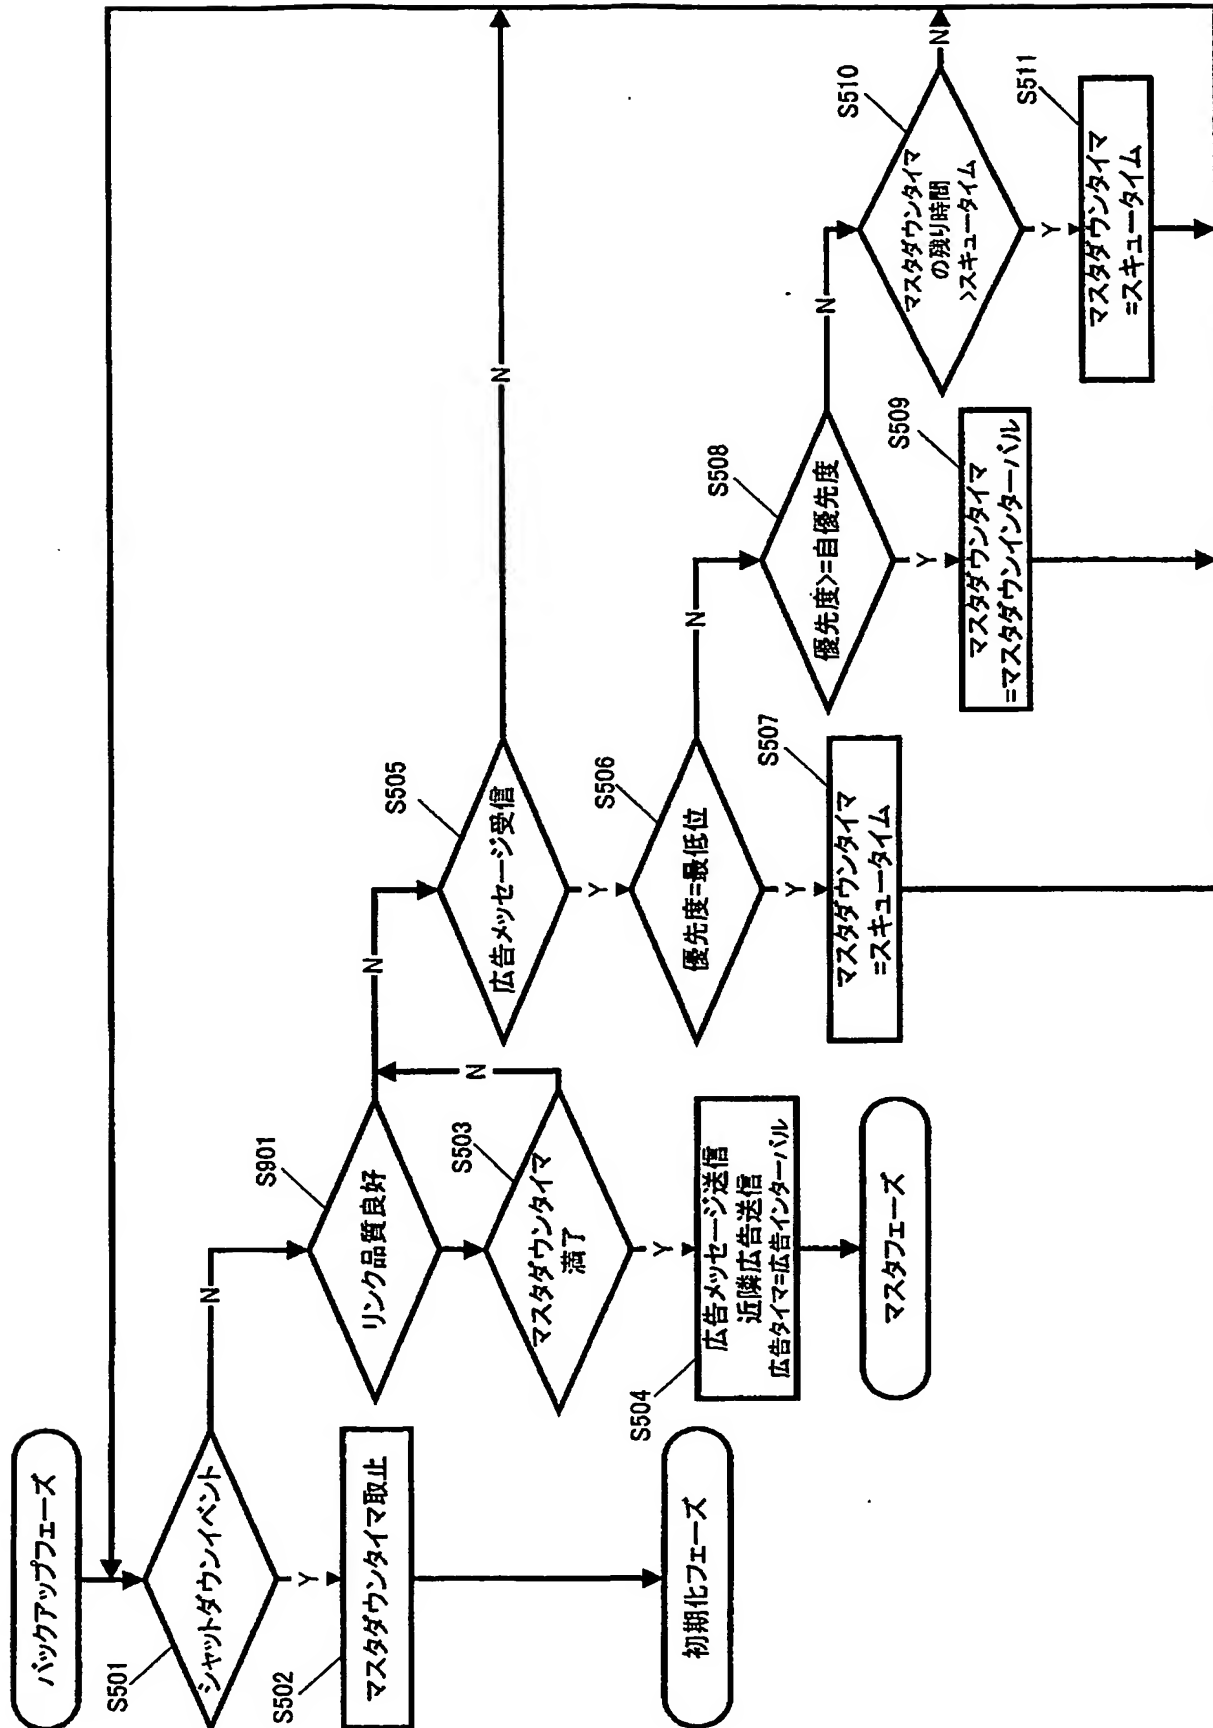 バックアップフェーズ
S501
シャットダウンイベント
N
Y
S502
マスタダウンタイマ取止
初期化フェーズ
S901
リンク品質良好
N
S503
マスタダウンタイマ
満了
N
Y
S504
広告メッセージ送信
近隣広告送信
広告タイマ=広告インターバル
マスタフェーズ
S505
広告メッセージ受信
N
Y
S506
優先度=最低位
N
Y
S507
マスタダウンタイマ
=スキュータイム
S508
優先度>=自優先度
N
Y
S509
マスタダウンタイマ
=マスタダウンインターバル
S510
マスタダウンタイマ
の残り時間
>スキュータイム
N
Y
S511
マスタダウンタイマ
=スキュータイム